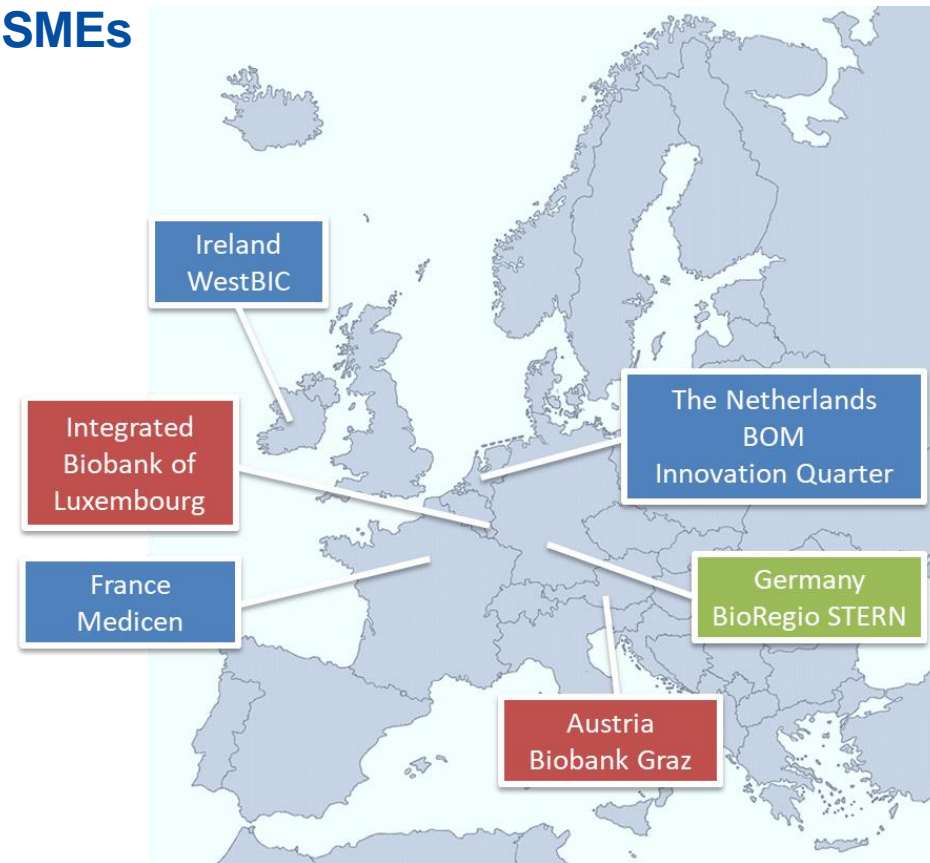 SMEs
Ireland
WestBIC
Integrated
Biobank of
Luxembourg
The Netherlands
BOM
Innovation Quarter
France
Medicen
Germany
BioRegio STERN
Austria
Biobank Graz